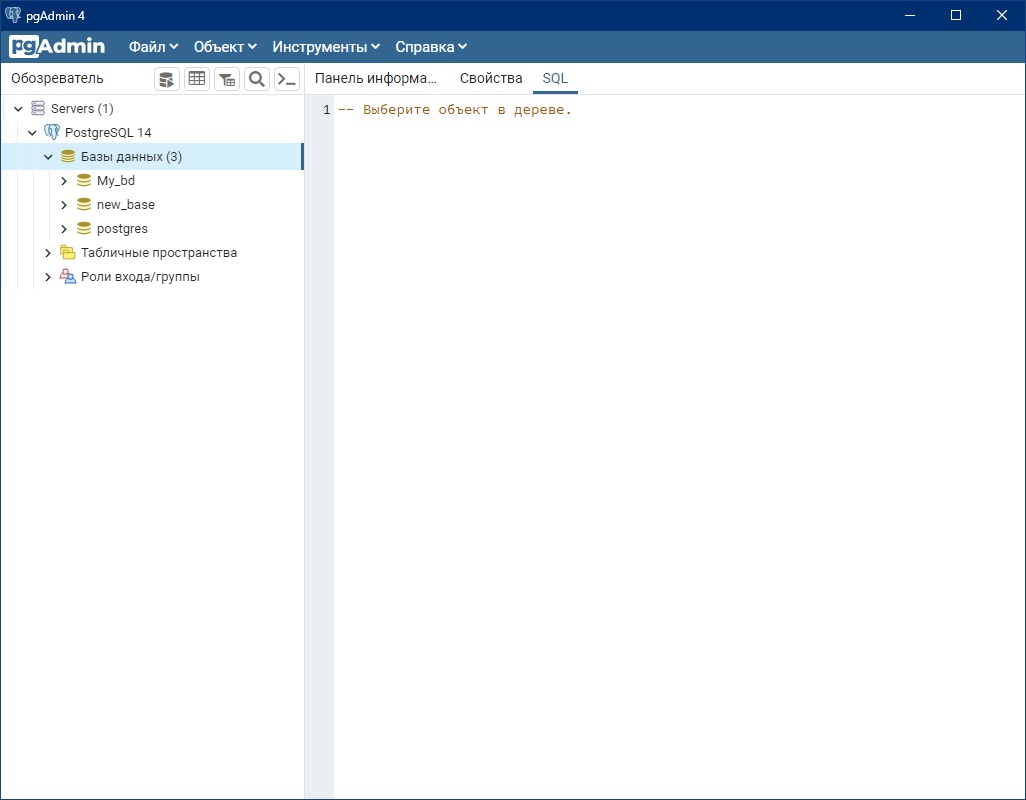 pgAdmin 4
pgAdmin Файл Объект Инструменты Справка
Обозреватель
Панель информа... Свойства SQL
Servers (1)
PostgreSQL 14
Базы данных (3)
My_bd
new_base
postgres
Табличные пространства
Роли входа/группы
1 -- Выберите объект в дереве.